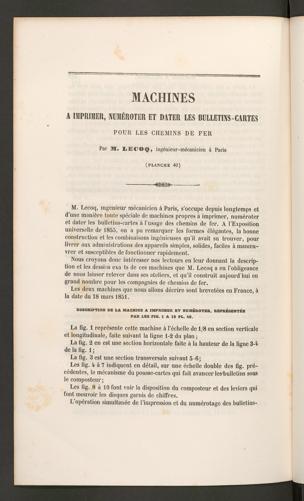 MACHINES
A IMPRIMER, NUMÉROTER ET DATER LES BULLETINS-CARTES
POUR LES CHEMINS DE FER
Par M. LECOQ, ingénieur-mécanicien à Paris
(PLANCHE 40)
M. Lecoq, ingénieur mécanicien à Paris, s'occupe depuis longtemps et
d'une manière toute spéciale de machines propres à imprimer, numéroter
et dater les bulletins-cartes à l'usage des chemins de fer. A l'Exposition
universelle de 1855, on a pu remarquer les formes élégantes, la bonne
construction et les combinaisons ingénieuses qu'il avait su trouver, pour
livrer aux administrations des appareils simples, solides, faciles à manœu-
vrer et susceptibles de fonctionner rapidement.
Nous croyons donc intéresser nos lecteurs en leur donnant la descrip-
tion et les dessins de ces machines que M. Lecoq a eu l'obligeance
de nous laisser relever dans ses ateliers, et qu'il construit aujourd'hui en
grand nombre pour les compagnies de chemins de fer.
Les deux machines que nous allons décrire sont brevetées en France, à
la date du 18 mars 1851.
DESCRIPTION DE LA MACHINE A IMPRIMER ET NUMÉROTER, REPRÉSENTÉE
PAR LES FIG. 1 A 10 PL. 40.
La fig. 1 représente cette machine à l'échelle de 1/8 en section verticale
et longitudinale, faite suivant la ligne 1-2 du plan;
La fig. 2 en est une section horizontale faite à la hauteur de la ligne 3-4
de la fig. 1;
La fig. 3 est une section transversale suivant 5-6;
Les fig. 4 à 7 indiquent en détail, sur une échelle double des fig. pré-
cédentes, le mécanisme du pousse-cartes qui fait avancer les bulletins sous
le composteur;
Les fig. 8 à 10 font voir la disposition du composteur et des leviers qui
font mouvoir les disques garnis de chiffres.
L'opération simultanée de l'impression et du numérotage des bulletins-